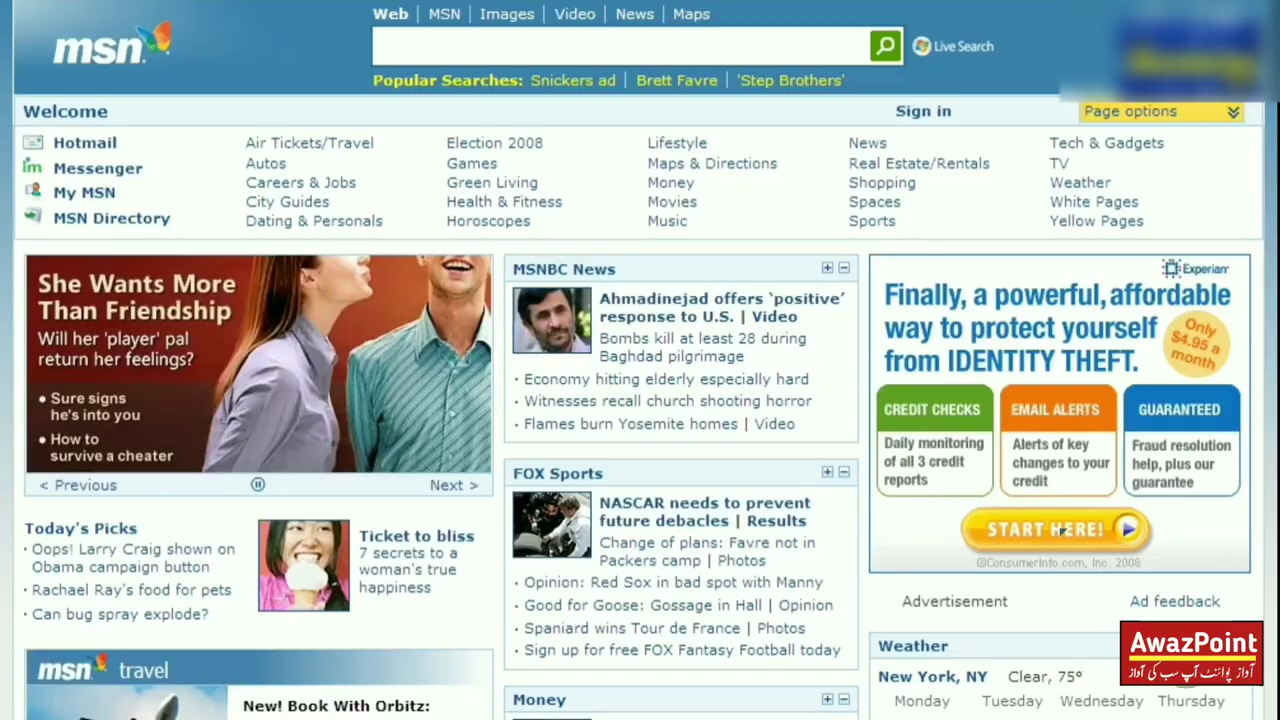 Web MSN Images Video News Maps
msn
Live Search
Popular Searches: Snickers ad Brett Favre 'Step Brothers'
Welcome
Sign in
Page options
Hotmail
Messenger
My MSN
MSN Directory
Air Tickets/Travel
Autos
Careers & Jobs
City Guides
Dating & Personals
Election 2008
Games
Green Living
Health & Fitness
Horoscopes
Lifestyle
Maps & Directions
Money
Movies
Music
News
Real Estate/Rentals
Shopping
Spaces
Sports
Tech & Gadgets
TV
Weather
White Pages
Yellow Pages
She Wants More
Than Friendship
Will her 'player' pal
return her feelings?
• Sure signs
he's into you
• How to
survive a cheater
< Previous
Next >
Today's Picks
· Oops! Larry Craig shown on
Obama campaign button
· Rachael Ray's food for pets
· Can bug spray explode?
Ticket to bliss
7 secrets to a
woman's true
happiness
msn travel
New! Book With Orbitz:
MSNBC News
Ahmadinejad offers 'positive'
response to U.S. | Video
Bombs kill at least 28 during
Baghdad pilgrimage
· Economy hitting elderly especially hard
· Witnesses recall church shooting horror
· Flames burn Yosemite homes | Video
FOX Sports
NASCAR needs to prevent
future debacles | Results
Change of plans: Favre not in
Packers camp | Photos
· Opinion: Red Sox in bad spot with Manny
· Good for Goose: Gossage in Hall | Opinion
· Spaniard wins Tour de France | Photos
· Sign up for free FOX Fantasy Football today
Money
Experian
Finally, a powerful, affordable
way to protect yourself
from IDENTITY THEFT.
Only
$4.95 a
month
CREDIT CHECKS
Daily monitoring
of all 3 credit
reports
EMAIL ALERTS
Alerts of key
changes to your
credit
GUARANTEED
Fraud resolution
help, plus our
guarantee
START HERE!
©ConsumerInfo.com, Inc. 2008
Advertisement
Ad feedback
Weather
New York, NY Clear, 75°
Monday Tuesday Wednesday Thursday
AwazPoint
آواز پوائنٹ آپ سب کی آواز